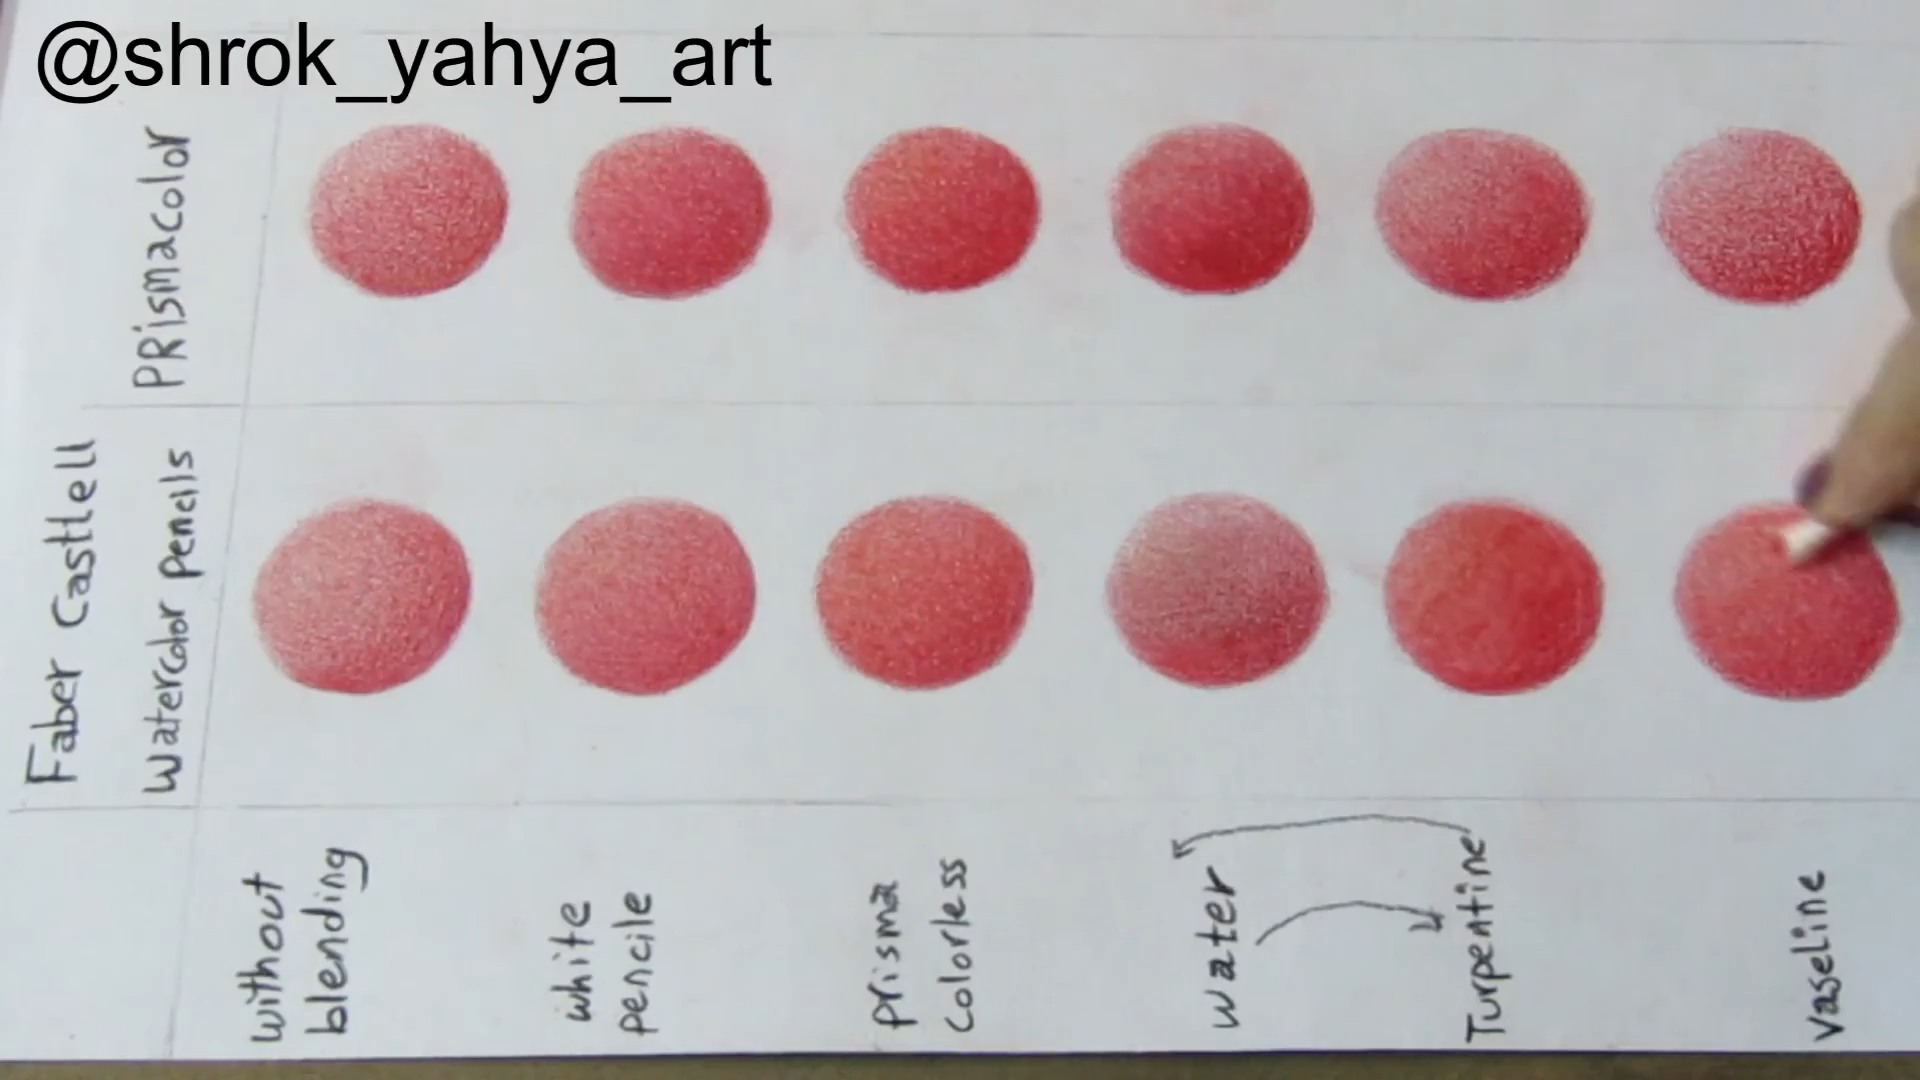 @shrok_yahya_art
PRismacolor
Faber Castell
Watercolor pencils
without
blending
white
pencile
prisma
colorless
water
Turpentine
vaseline